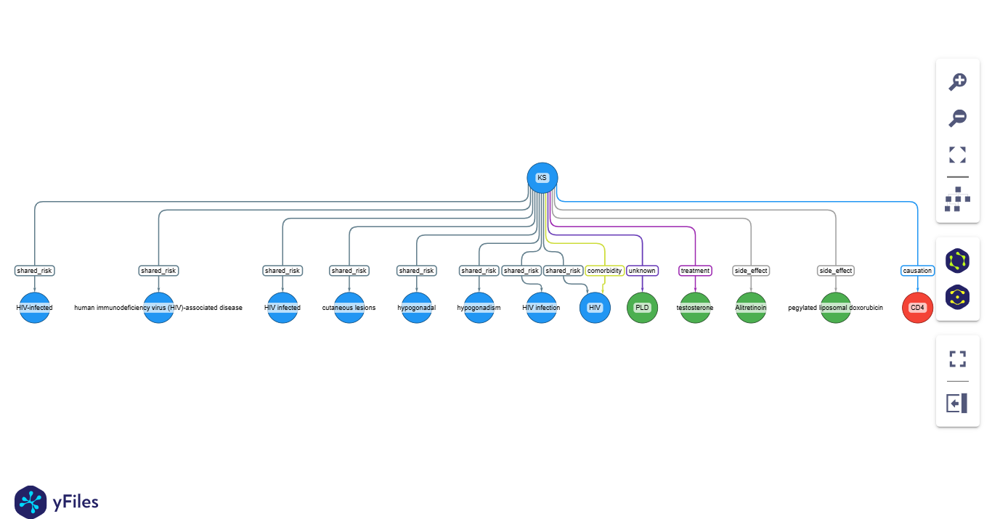 KS
shared_risk
shared_risk
shared_risk
shared_risk
shared_risk
shared_risk
shared_risk
shared_risk
comorbidity
unknown
treatment
side_effect
side_effect
causation
HIV-infected
human immunodeficiency virus (HIV)-associated disease
HIV infected
cutaneous lesions
hypogonadal
hypogonadism
HIV infection
HIV
PLD
testosterone
Alitretinoin
pegylated liposomal doxorubicin
CD4
yFiles